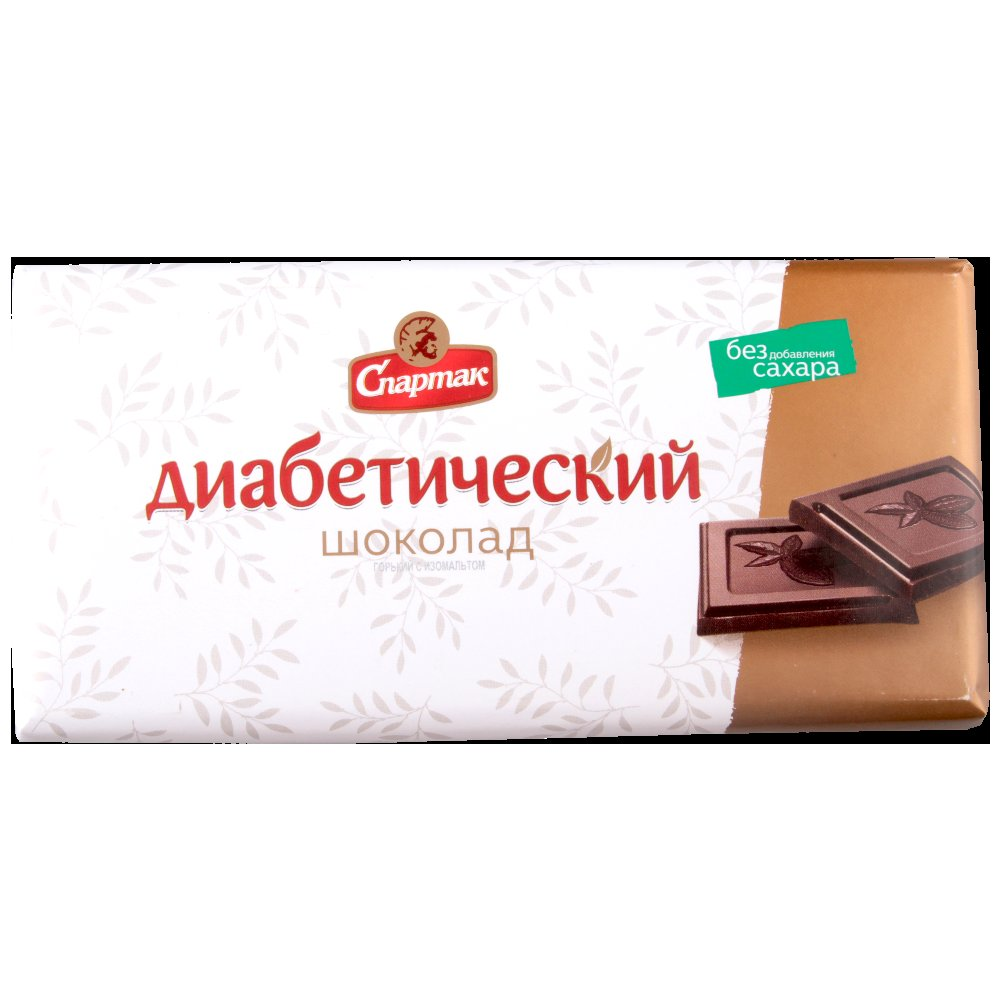 Спартак
без добавления
сахара
диабетический
шоколад
ГОРЬКИЙ С ИЗОМАЛЬТОМ